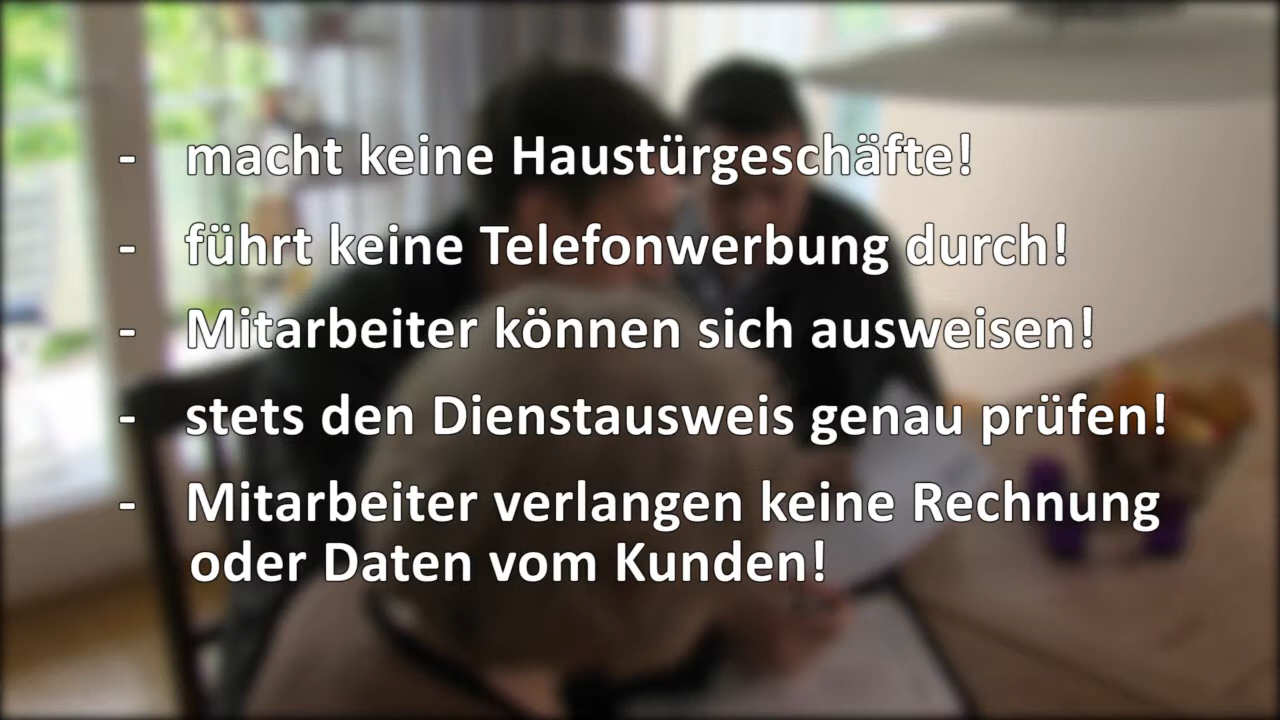 - macht keine Haustürgeschäfte!
- führt keine Telefonwerbung durch!
- Mitarbeiter können sich ausweisen!
- stets den Dienstausweis genau prüfen!
- Mitarbeiter verlangen keine Rechnung
oder Daten vom Kunden!